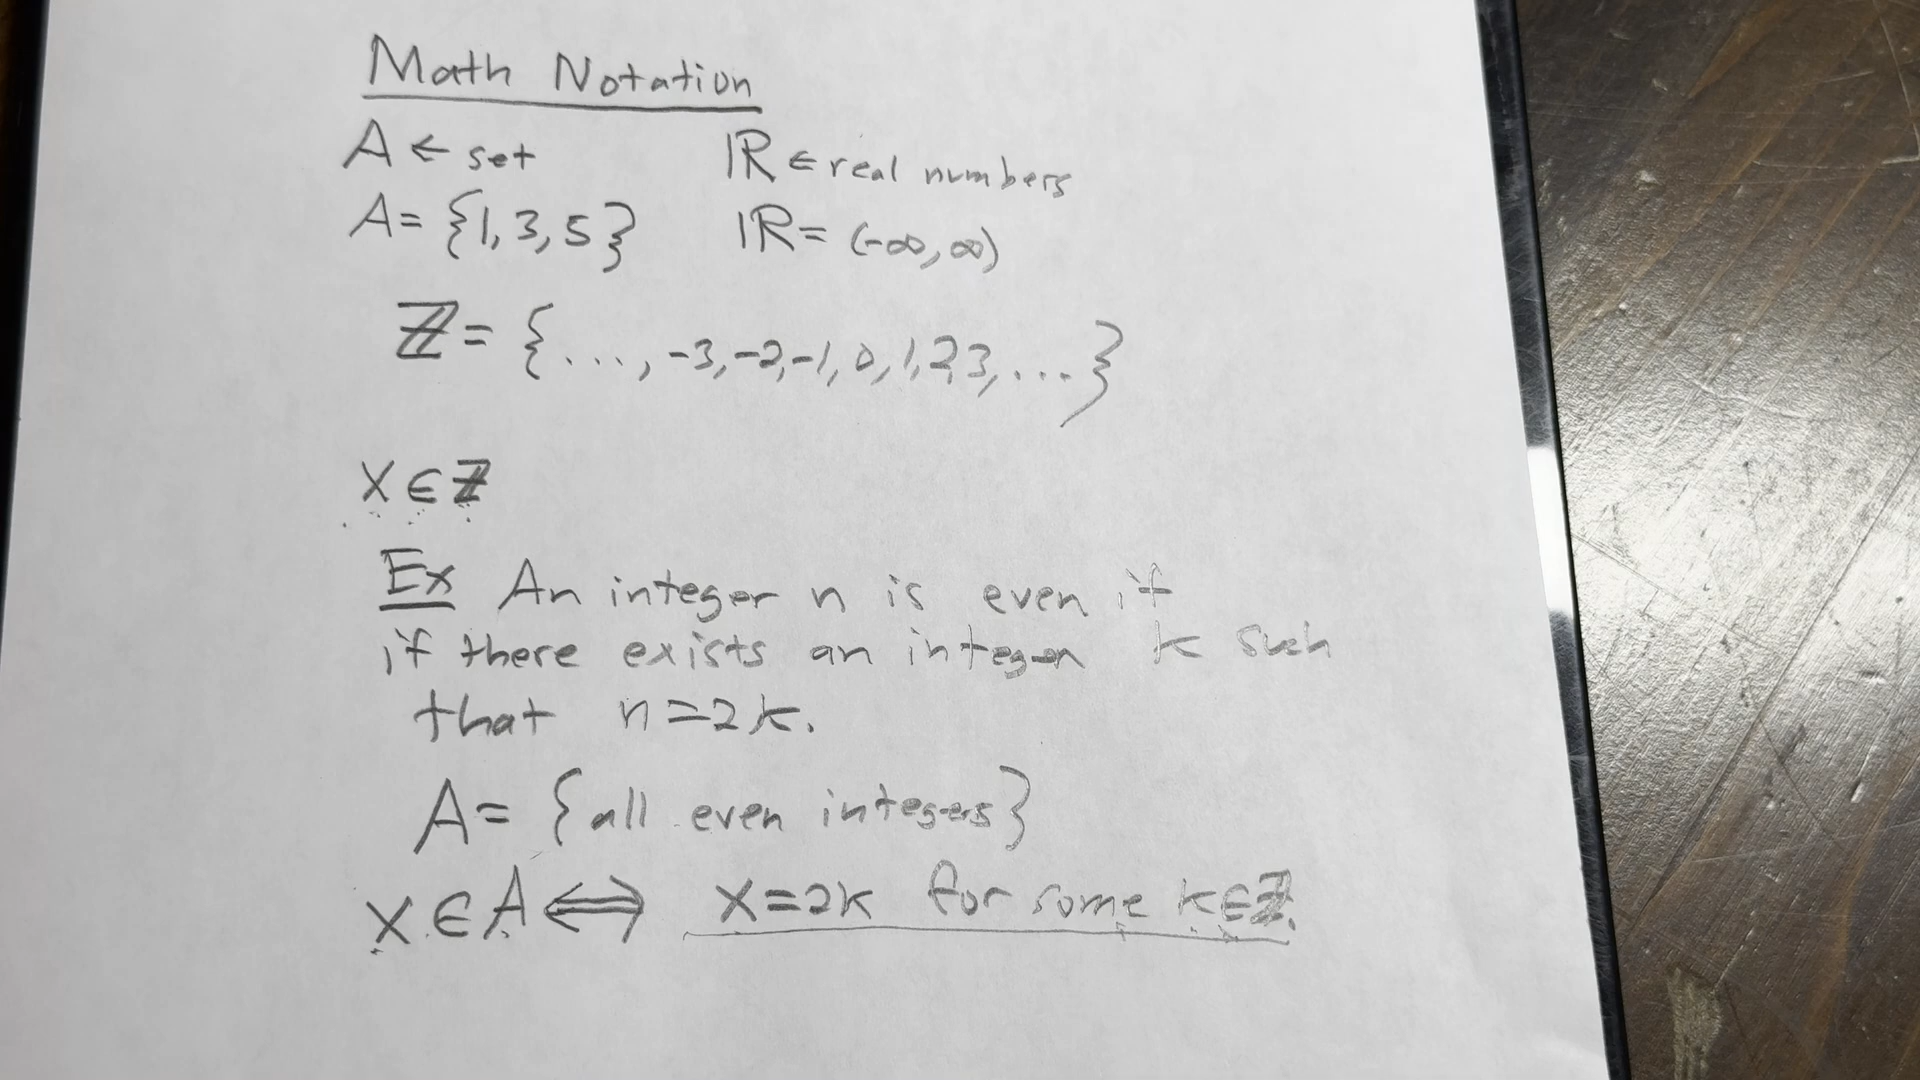 Math Notation
A ← set    ℝ ← real numbers
A = {1, 3, 5}    ℝ = (-∞, ∞)
ℤ = {..., -3, -2, -1, 0, 1, 2, 3, ...}
x ∈ ℤ
Ex An integer n is even if
if there exists an integer k such
that n = 2k.
A = {all even integers}
x ∈ A ⟺ x = 2k for some k ∈ ℤ.